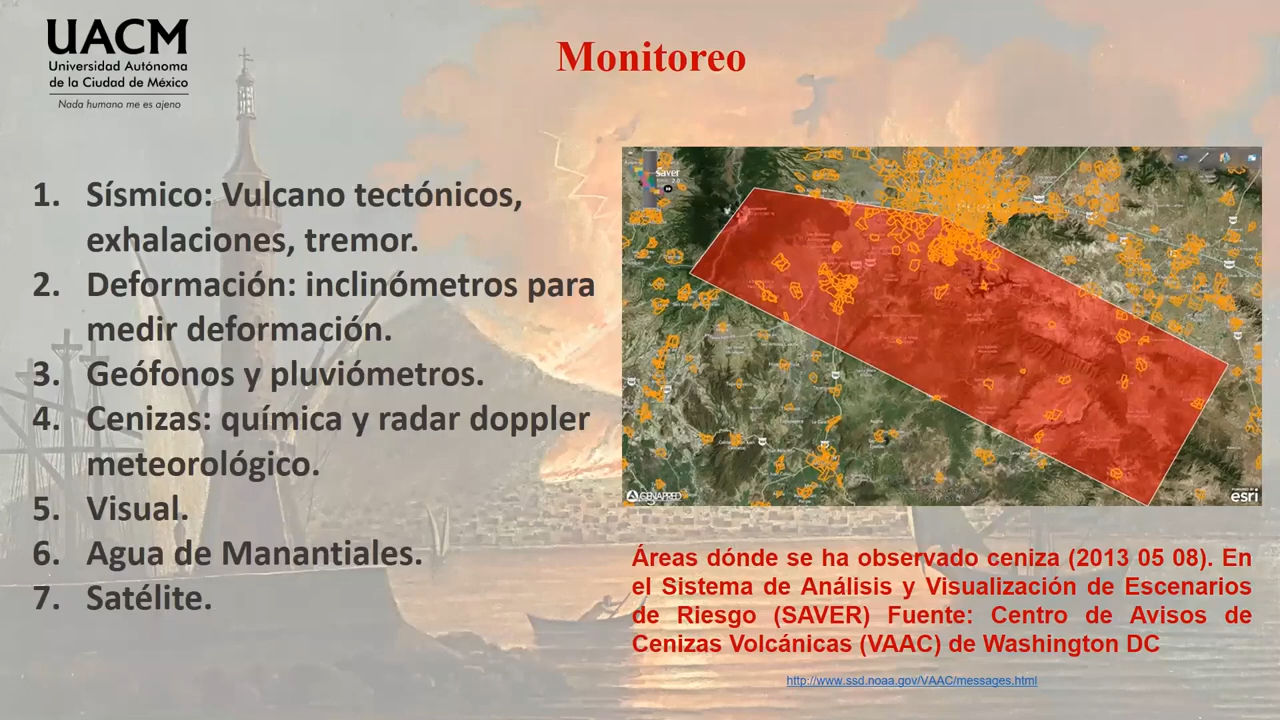 UACM
Universidad Autónoma
de la Ciudad de México
Nada humano me es ajeno
Monitoreo
1. Sísmico: Vulcano tectónicos,
exhalaciones, tremor.
2. Deformación: inclinómetros para
medir deformación.
3. Geófonos y pluviómetros.
4. Cenizas: química y radar doppler
meteorológico.
5. Visual.
6. Agua de Manantiales.
7. Satélite.
Saver
CENAPRED
esri
Áreas dónde se ha observado ceniza (2013 05 08). En
el Sistema de Análisis y Visualización de Escenarios
de Riesgo (SAVER) Fuente: Centro de Avisos de
Cenizas Volcánicas (VAAC) de Washington DC
http://www.ssd.noaa.gov/VAAC/messages.html